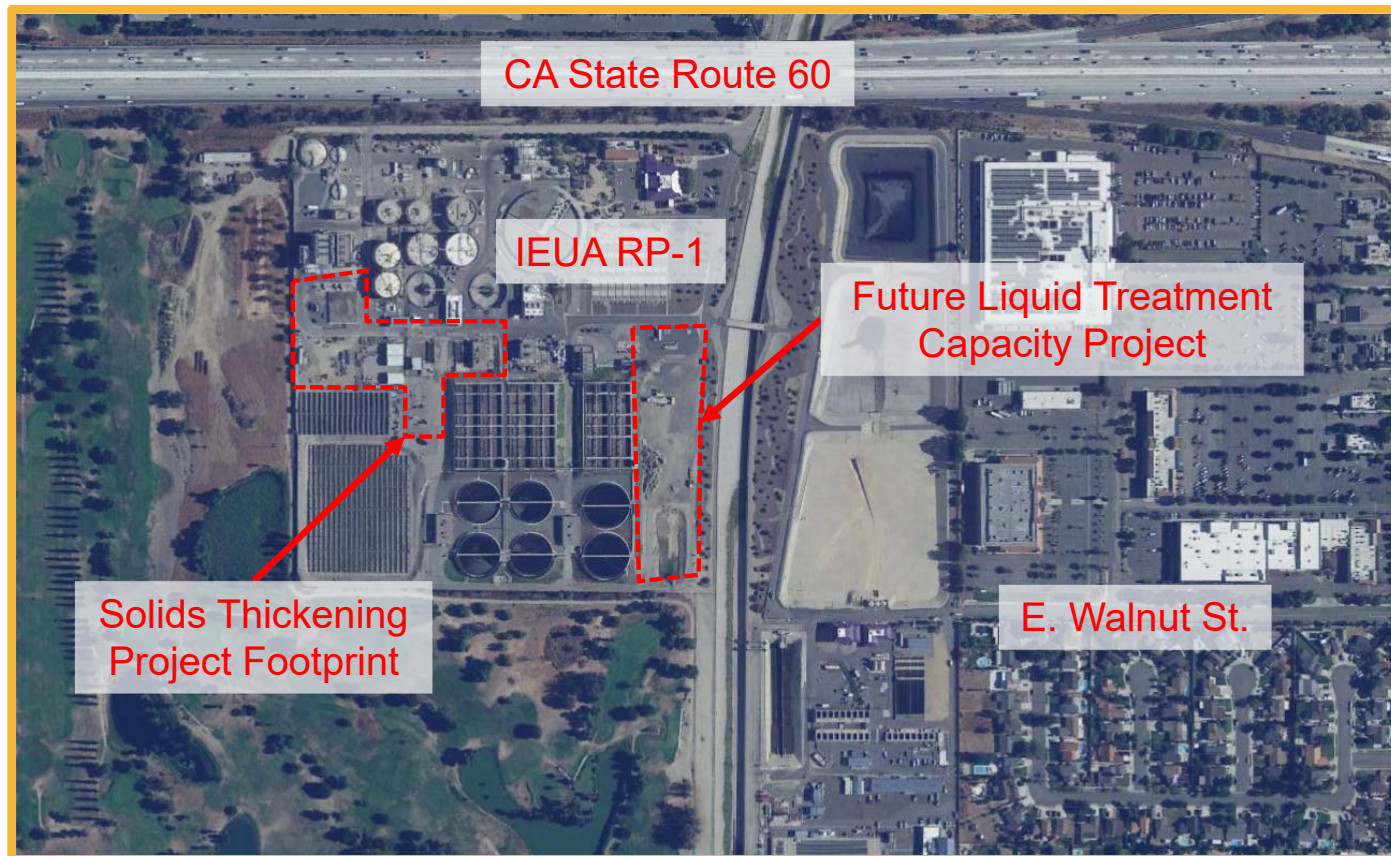 CA State Route 60
IEUA RP-1
Future Liquid Treatment
Capacity Project
Solids Thickening
Project Footprint
E. Walnut St.